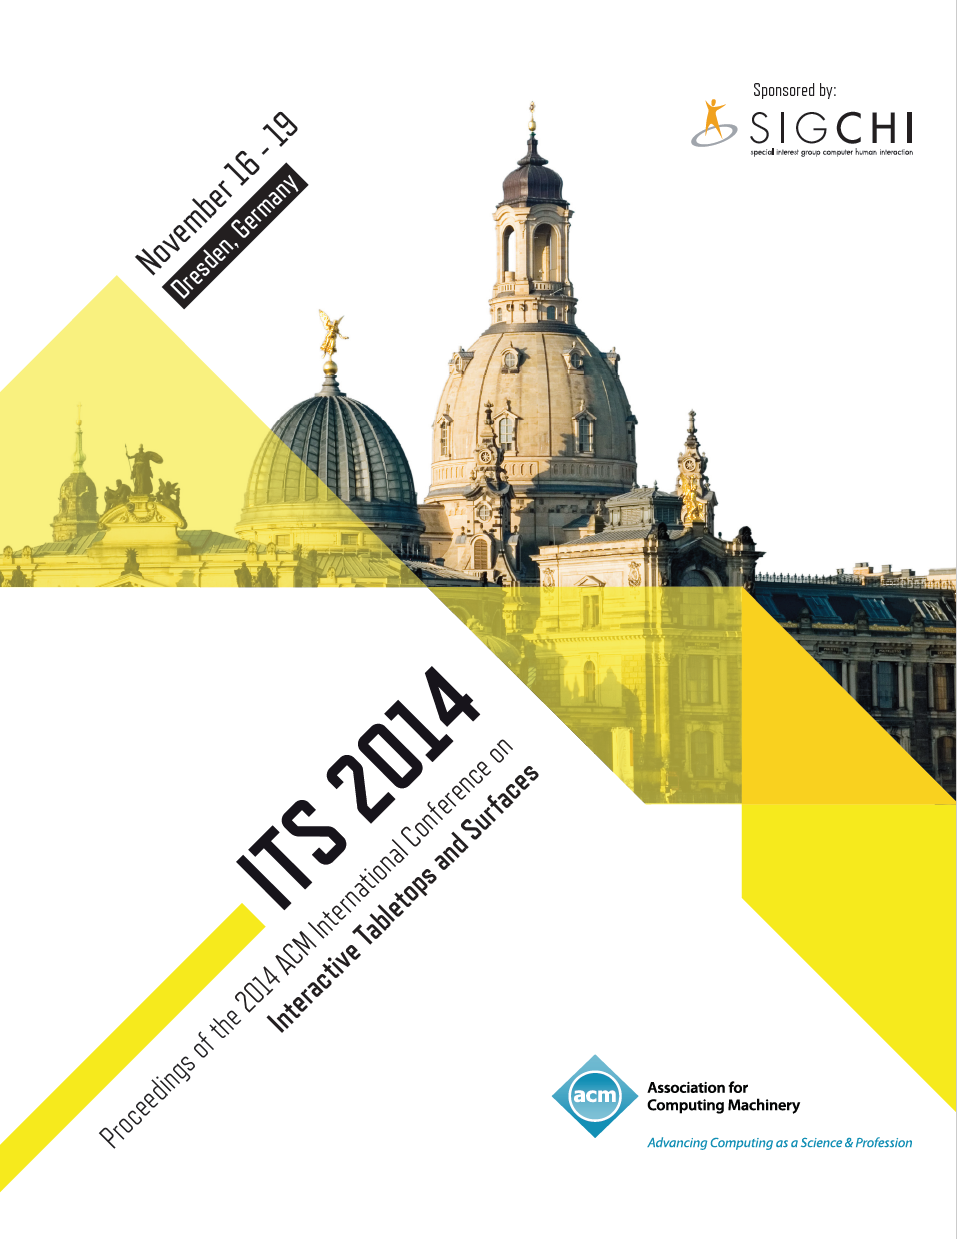 Sponsored by:
SIGCHI
special interest group computer human interaction
November 16 - 19
Dresden, Germany
ITS 2014
Proceedings of the 2014 ACM International Conference on
Interactive Tabletops and Surfaces
acm
Association for
Computing Machinery
Advancing Computing as a Science & Profession